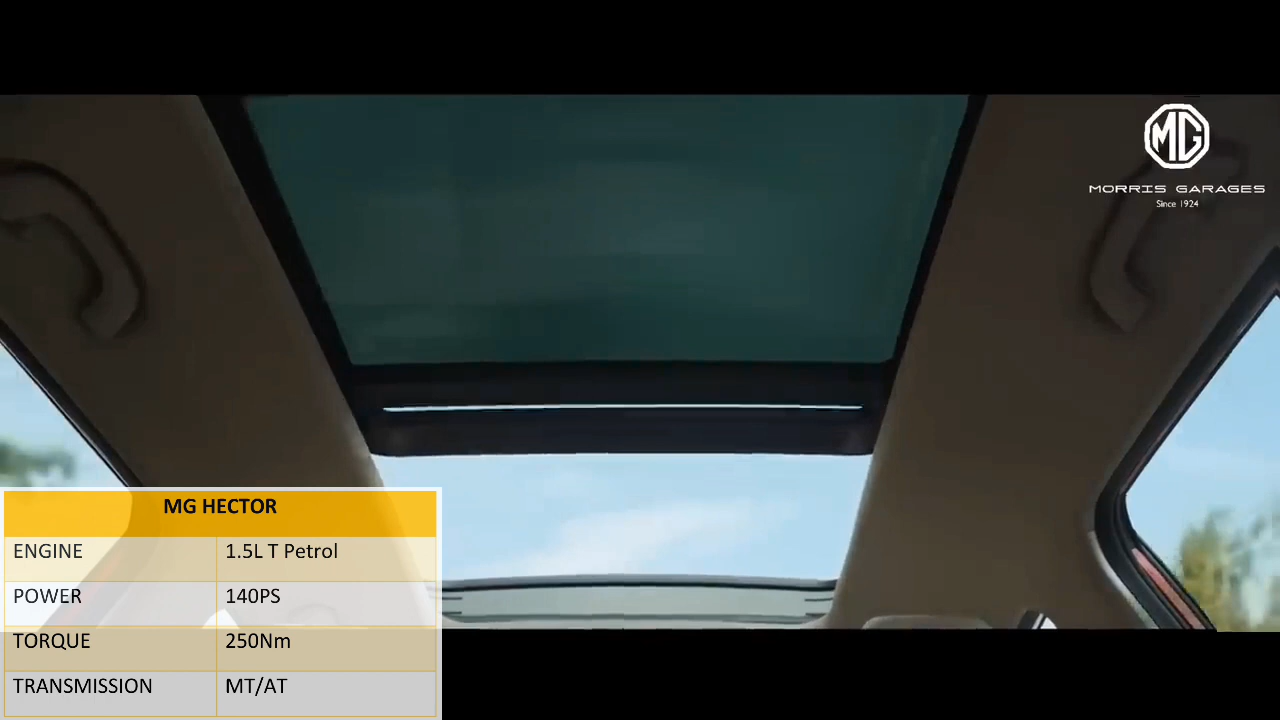 MG
MORRIS GARAGES
Since 1924
MG HECTOR
ENGINE 1.5L T Petrol
POWER 140PS
TORQUE 250Nm
TRANSMISSION MT/AT